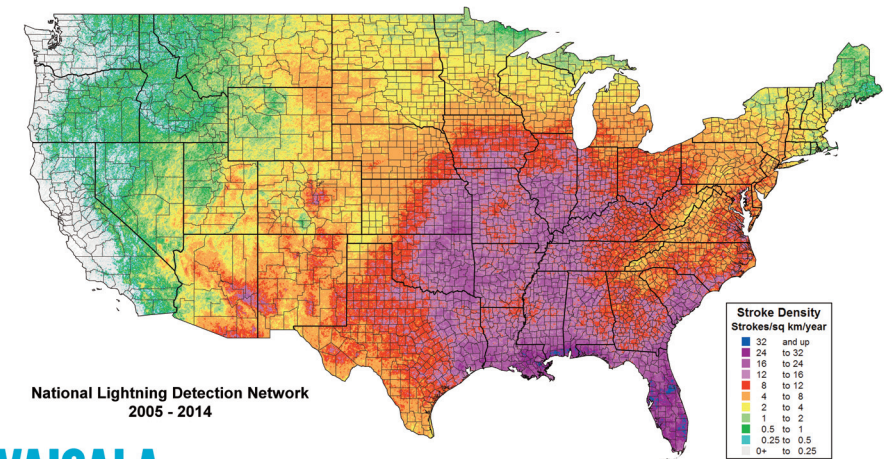 National Lightning Detection Network
2005 - 2014
VAISALA
Stroke Density
Strokes/sq km/year
32 and up
24 to 32
16 to 24
12 to 16
8 to 12
4 to 8
2 to 4
1 to 2
0.5 to 1
0.25 to 0.5
0+ to 0.25